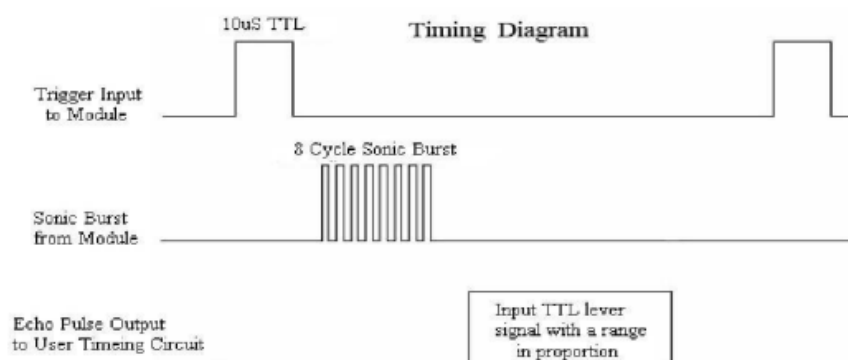 10uS TTL
Timing Diagram
Trigger Input
to Module
8 Cycle Sonic Burst
Sonic Burst
from Module
Echo Pulse Output
to User Timeing Circuit
Input TTL lever
signal with a range
in proportion